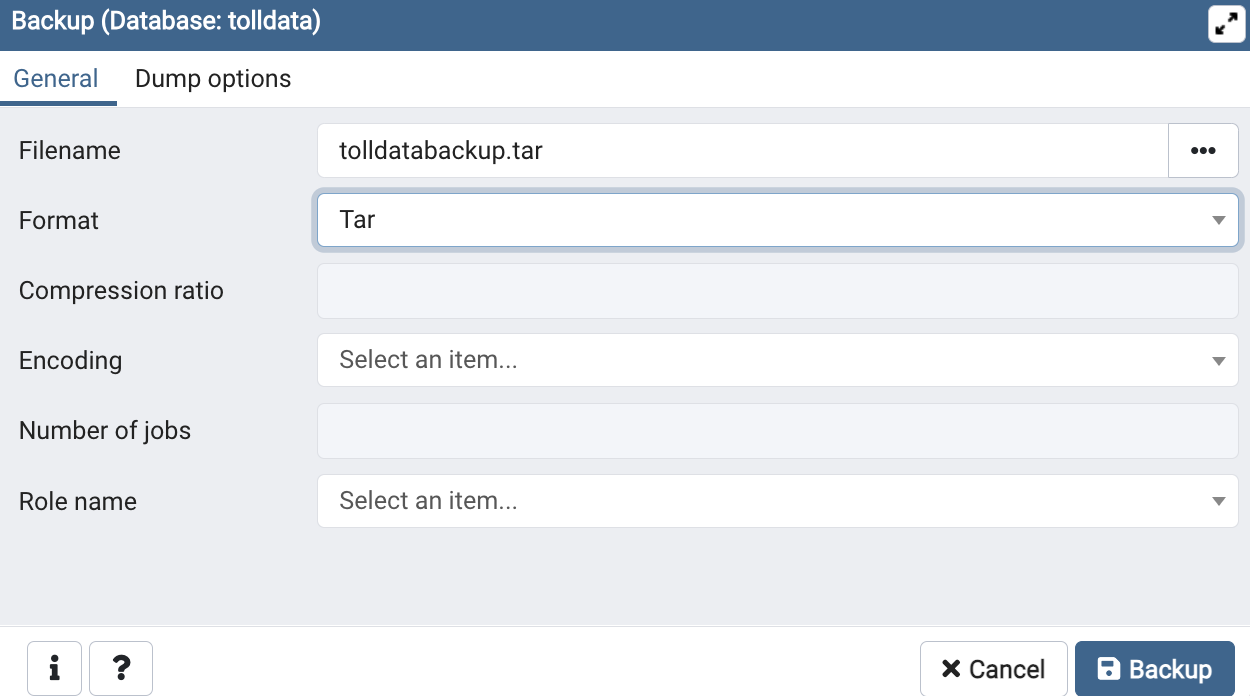 Backup (Database: tolldata)
General Dump options
Filename tolldatabackup.tar •••
Format Tar
Compression ratio
Encoding Select an item...
Number of jobs
Role name Select an item...
i ? Cancel Backup